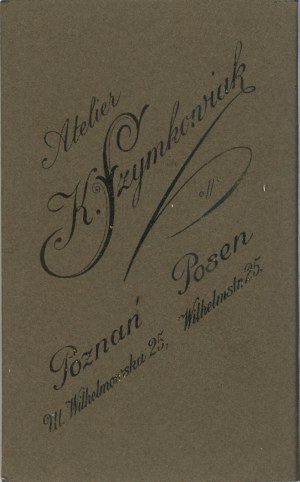 Atelier
K. Szymkowiak
Poznań Posen
Ul. Wilhelmowska 25, Wilhelmstr. 25.